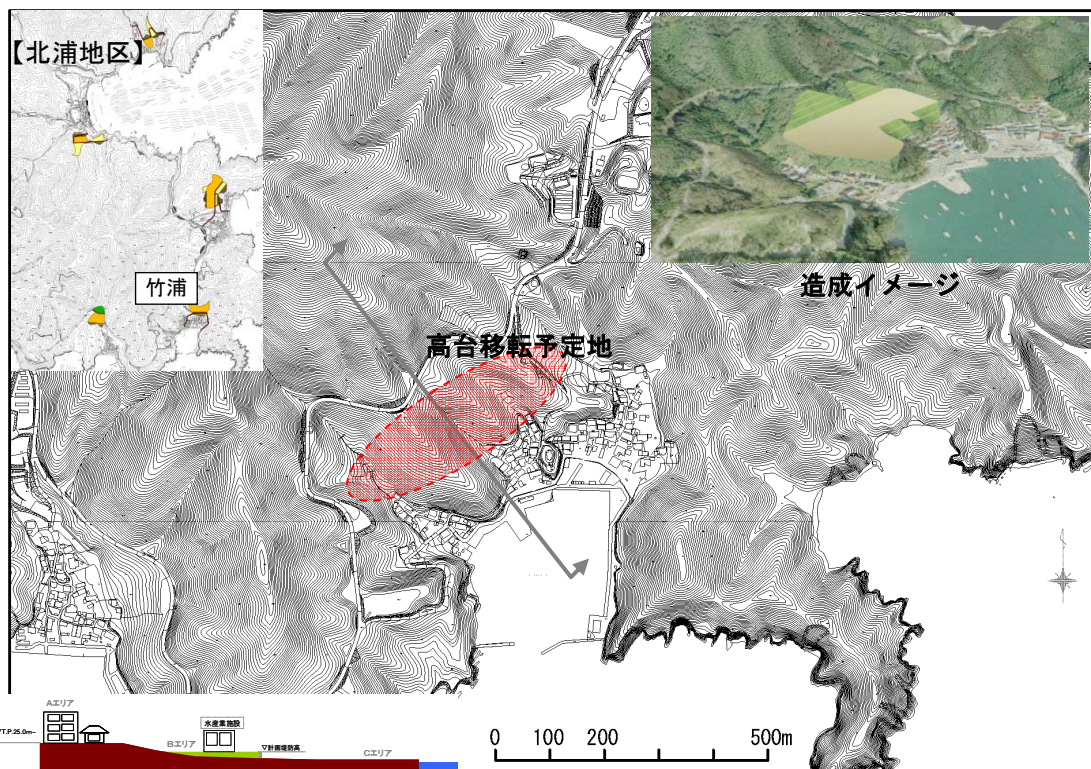 【北浦地区】
竹浦
造成イメージ
高台移転予定地
Aエリア
T.P.25.0m~
Bエリア
水産業施設
▽計画堤防高
Cエリア
0 100 200 500m